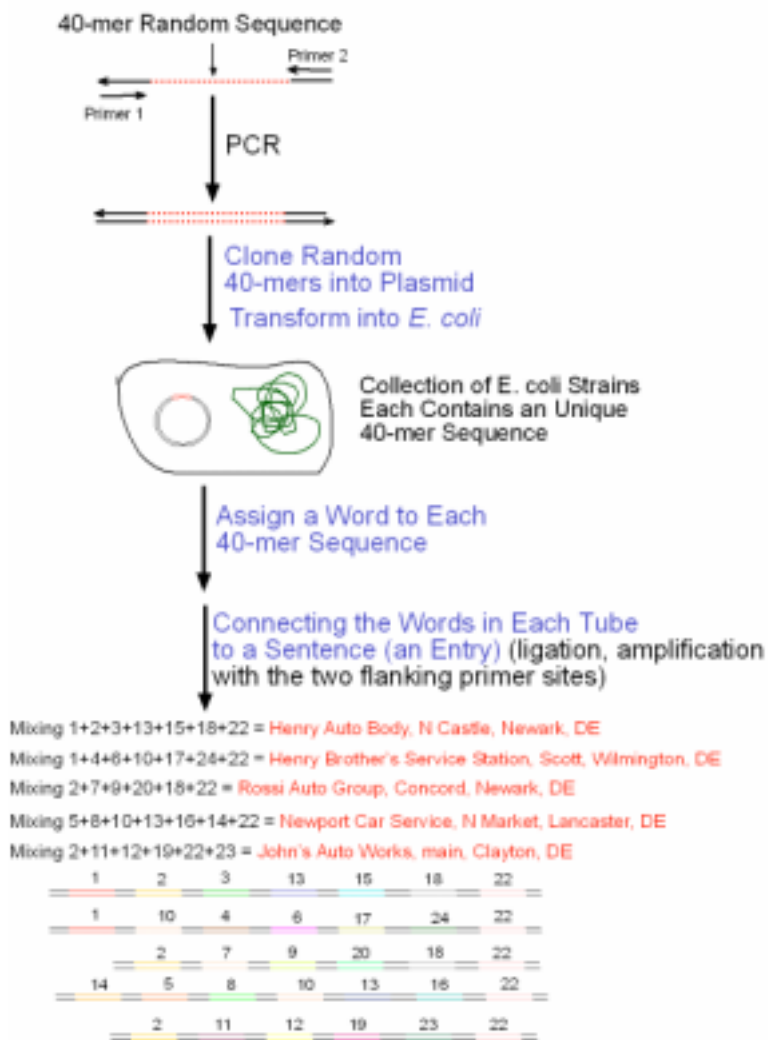 40-mer Random Sequence
Primer 2
Primer 1
PCR
Clone Random
40-mers into Plasmid
Transform into E. coli
Collection of E. coli Strains
Each Contains an Unique
40-mer Sequence
Assign a Word to Each
40-mer Sequence
Connecting the Words in Each Tube
to a Sentence (an Entry) (ligation, amplification
with the two flanking primer sites)
Mixing 1+2+3+13+15+18+22 = Henry Auto Body, N Castle, Newark, DE
Mixing 1+4+6+10+17+24+22 = Henry Brother's Service Station, Scott, Wilmington, DE
Mixing 2+7+9+20+18+22 = Rossi Auto Group, Concord, Newark, DE
Mixing 5+8+10+13+16+14+22 = Newport Car Service, N Market, Lancaster, DE
Mixing 2+11+12+19+22+23 = John's Auto Works, main, Clayton, DE
1 2 3 13 15 18 22
1 10 4 6 17 24 22
2 7 9 20 18 22
14 5 8 10 13 16 22
2 11 12 19 23 22